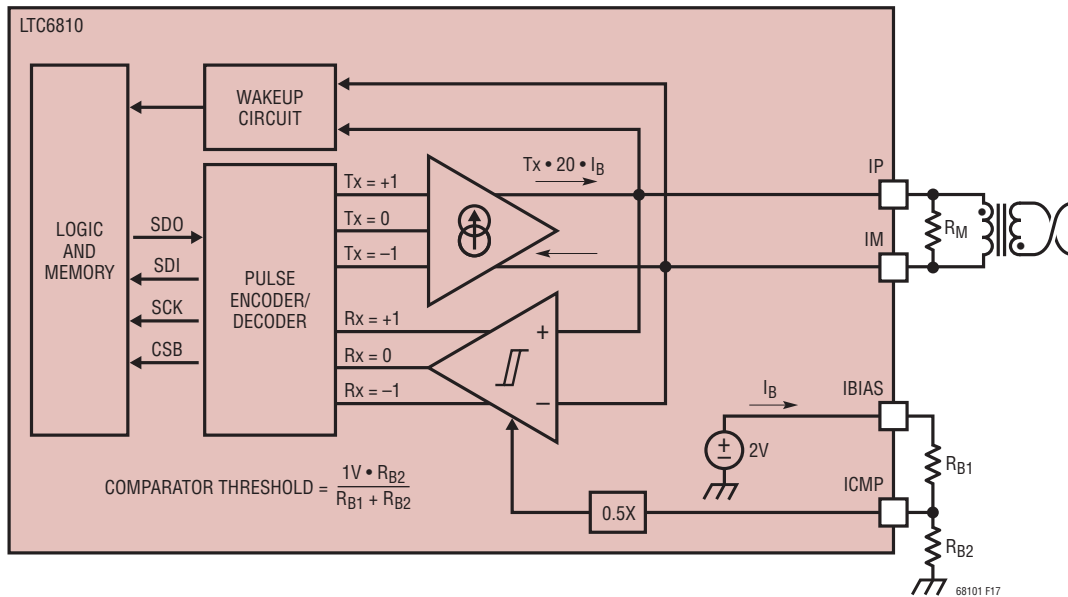 LTC6810
WAKEUP
CIRCUIT
Tx • 20 • IB
IP
Tx = +1
Tx = 0
Tx = –1
LOGIC
AND
MEMORY
SDO
SDI
SCK
CSB
PULSE
ENCODER/
DECODER
RM
IM
Rx = +1
Rx = 0
Rx = –1
+
–
IB
IBIAS
+
–
2V
RB1
COMPARATOR THRESHOLD = 1V • RB2
RB1 + RB2
ICMP
0.5X
RB2
68101 F17